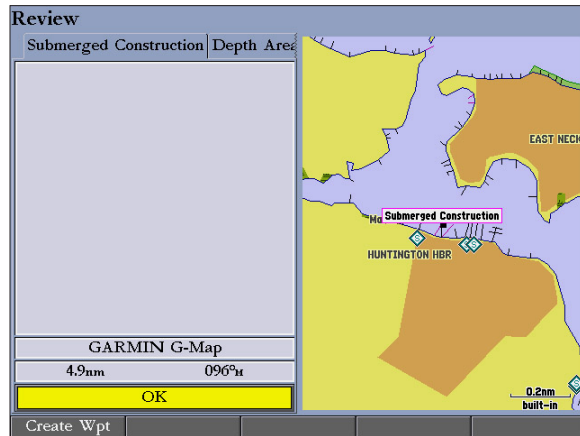 Review
Submerged Construction
Depth Area
GARMIN G-Map
4.9nm
096°M
OK
Create Wpt
EAST NECK
Submerged Construction
HUNTINGTON HBR
0.2nm
built-in